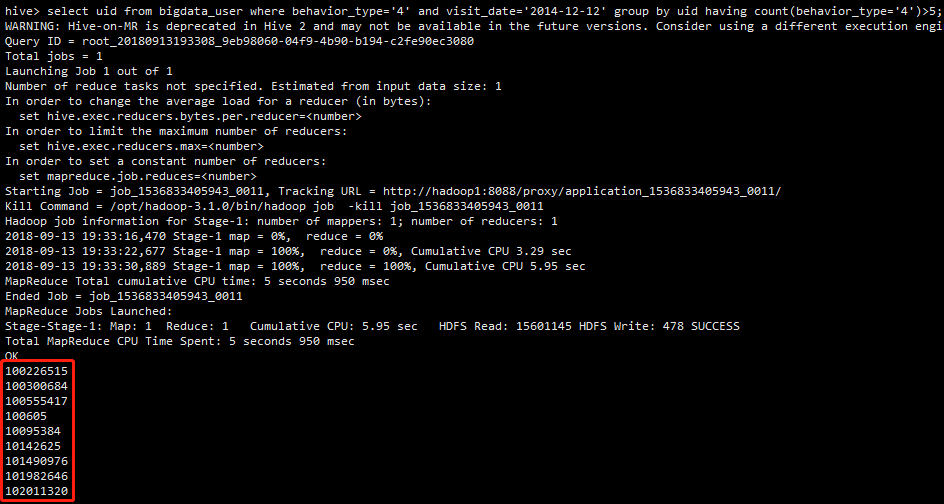 hive> select uid from bigdata_user where behavior_type='4' and visit_date='2014-12-12' group by uid having count(behavior_type='4')>5;
WARNING: Hive-on-MR is deprecated in Hive 2 and may not be available in the future versions. Consider using a different execution engi
Query ID = root_20180913193308_9eb98060-04f9-4b90-b194-c2fe90ec3080
Total jobs = 1
Launching Job 1 out of 1
Number of reduce tasks not specified. Estimated from input data size: 1
In order to change the average load for a reducer (in bytes):
  set hive.exec.reducers.bytes.per.reducer=<number>
In order to limit the maximum number of reducers:
  set hive.exec.reducers.max=<number>
In order to set a constant number of reducers:
  set mapreduce.job.reduces=<number>
Starting Job = job_1536833405943_0011, Tracking URL = http://hadoop1:8088/proxy/application_1536833405943_0011/
Kill Command = /opt/hadoop-3.1.0/bin/hadoop job  -kill job_1536833405943_0011
Hadoop job information for Stage-1: number of mappers: 1; number of reducers: 1
2018-09-13 19:33:16,470 Stage-1 map = 0%,  reduce = 0%
2018-09-13 19:33:22,677 Stage-1 map = 100%,  reduce = 0%, Cumulative CPU 3.29 sec
2018-09-13 19:33:30,889 Stage-1 map = 100%,  reduce = 100%, Cumulative CPU 5.95 sec
MapReduce Total cumulative CPU time: 5 seconds 950 msec
Ended Job = job_1536833405943_0011
MapReduce Jobs Launched:
Stage-Stage-1: Map: 1  Reduce: 1   Cumulative CPU: 5.95 sec   HDFS Read: 15601145 HDFS Write: 478 SUCCESS
Total MapReduce CPU Time Spent: 5 seconds 950 msec
OK
100226515
100300684
100555417
100605
10095384
10142625
101490976
101982646
102011320